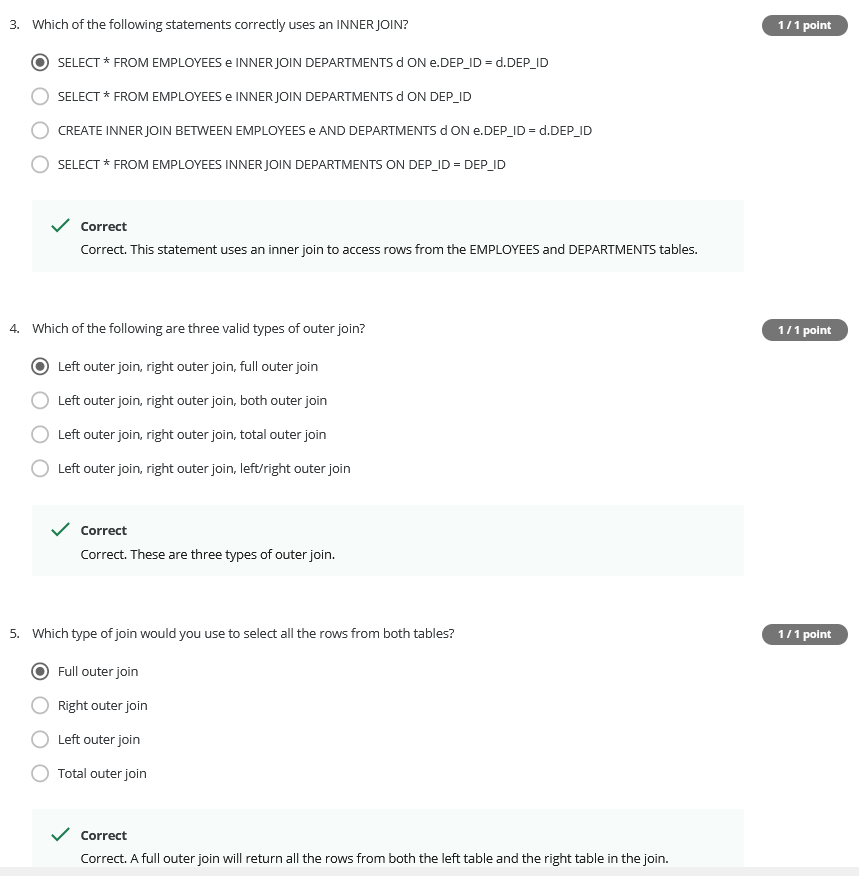 3. Which of the following statements correctly uses an INNER JOIN? 1 / 1 point
SELECT * FROM EMPLOYEES e INNER JOIN DEPARTMENTS d ON e.DEP_ID = d.DEP_ID
SELECT * FROM EMPLOYEES e INNER JOIN DEPARTMENTS d ON DEP_ID
CREATE INNER JOIN BETWEEN EMPLOYEES e AND DEPARTMENTS d ON e.DEP_ID = d.DEP_ID
SELECT * FROM EMPLOYEES INNER JOIN DEPARTMENTS ON DEP_ID = DEP_ID
Correct
Correct. This statement uses an inner join to access rows from the EMPLOYEES and DEPARTMENTS tables.
4. Which of the following are three valid types of outer join? 1 / 1 point
Left outer join, right outer join, full outer join
Left outer join, right outer join, both outer join
Left outer join, right outer join, total outer join
Left outer join, right outer join, left/right outer join
Correct
Correct. These are three types of outer join.
5. Which type of join would you use to select all the rows from both tables? 1 / 1 point
Full outer join
Right outer join
Left outer join
Total outer join
Correct
Correct. A full outer join will return all the rows from both the left table and the right table in the join.